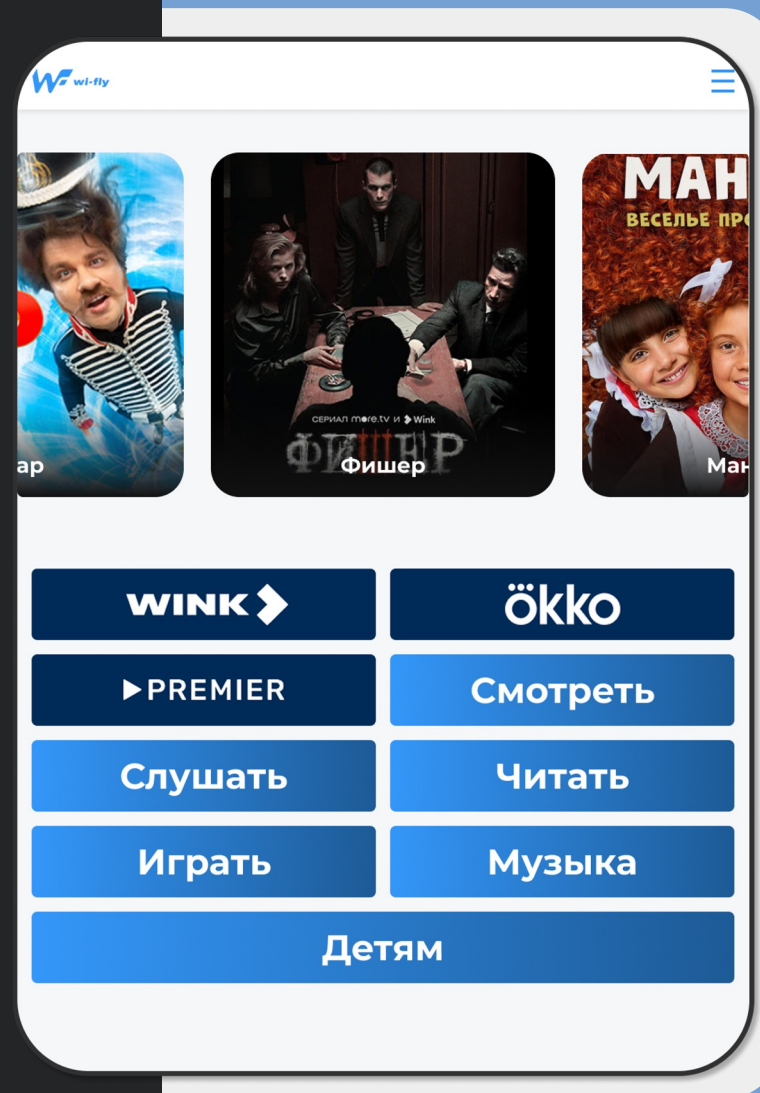 wi-fly
МАН
ВЕСЕЛЬЕ ПРО
СЕРИАЛ more.tv И Wink
ФИШЕР
ар
Фишер
Ман
WINK
ökko
PREMIER
Смотреть
Слушать
Читать
Играть
Музыка
Детям